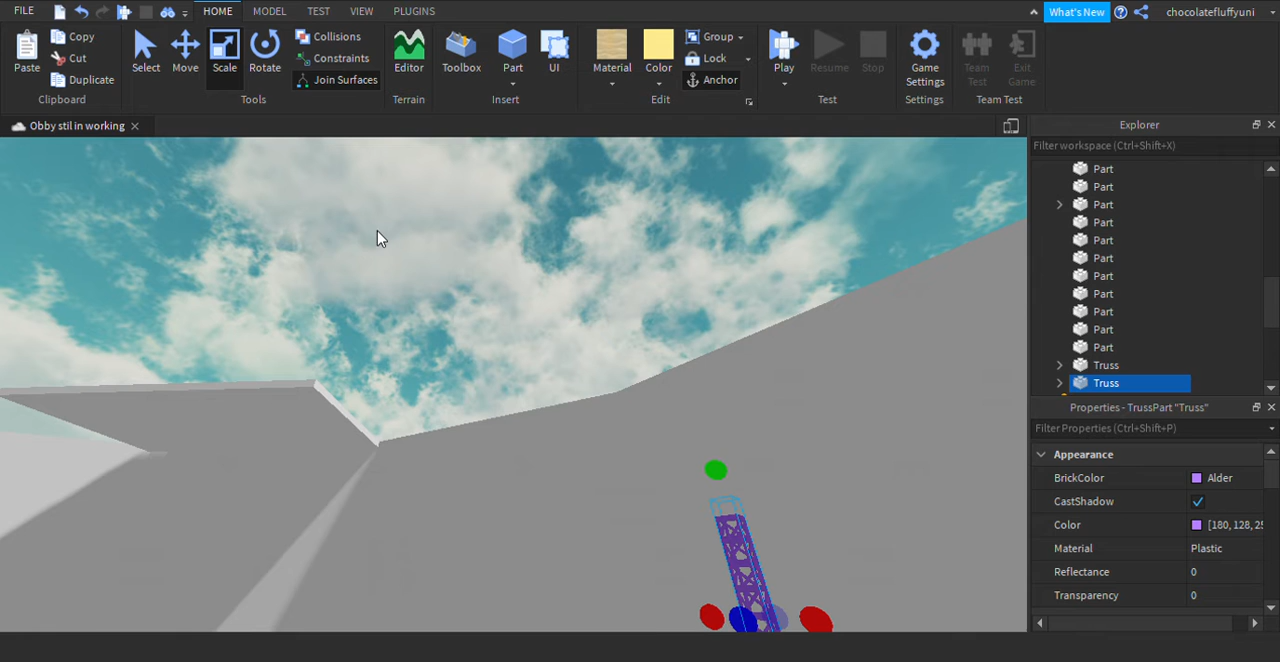 FILE HOME MODEL TEST VIEW PLUGINS What's New ? chocolatefluffyuni
Paste Copy Cut Duplicate
Clipboard
Select Move Scale Rotate Collisions Constraints Join Surfaces
Tools
Editor
Terrain
Toolbox Part UI
Insert
Material Color Group Lock Anchor
Edit
Play Resume Stop
Test
Game Settings
Settings
Team Test Exit Game
Team Test
Obby stil in working
Explorer
Filter workspace (Ctrl+Shift+X)
Part
Part
Part
Part
Part
Part
Part
Part
Part
Part
Part
Truss
Truss
Properties - TrussPart "Truss"
Filter Properties (Ctrl+Shift+P)
Appearance
BrickColor Alder
CastShadow
Color [180, 128, 25
Material Plastic
Reflectance 0
Transparency 0